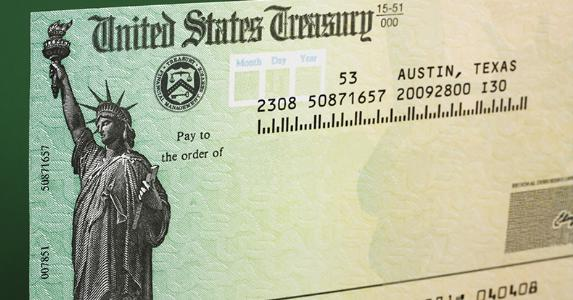 United States Treasury 15-51
000
Month Day Year
53 AUSTIN, TEXAS
2308 50871657 20092800 I30
Pay to
the order of
50871657
007851
040408